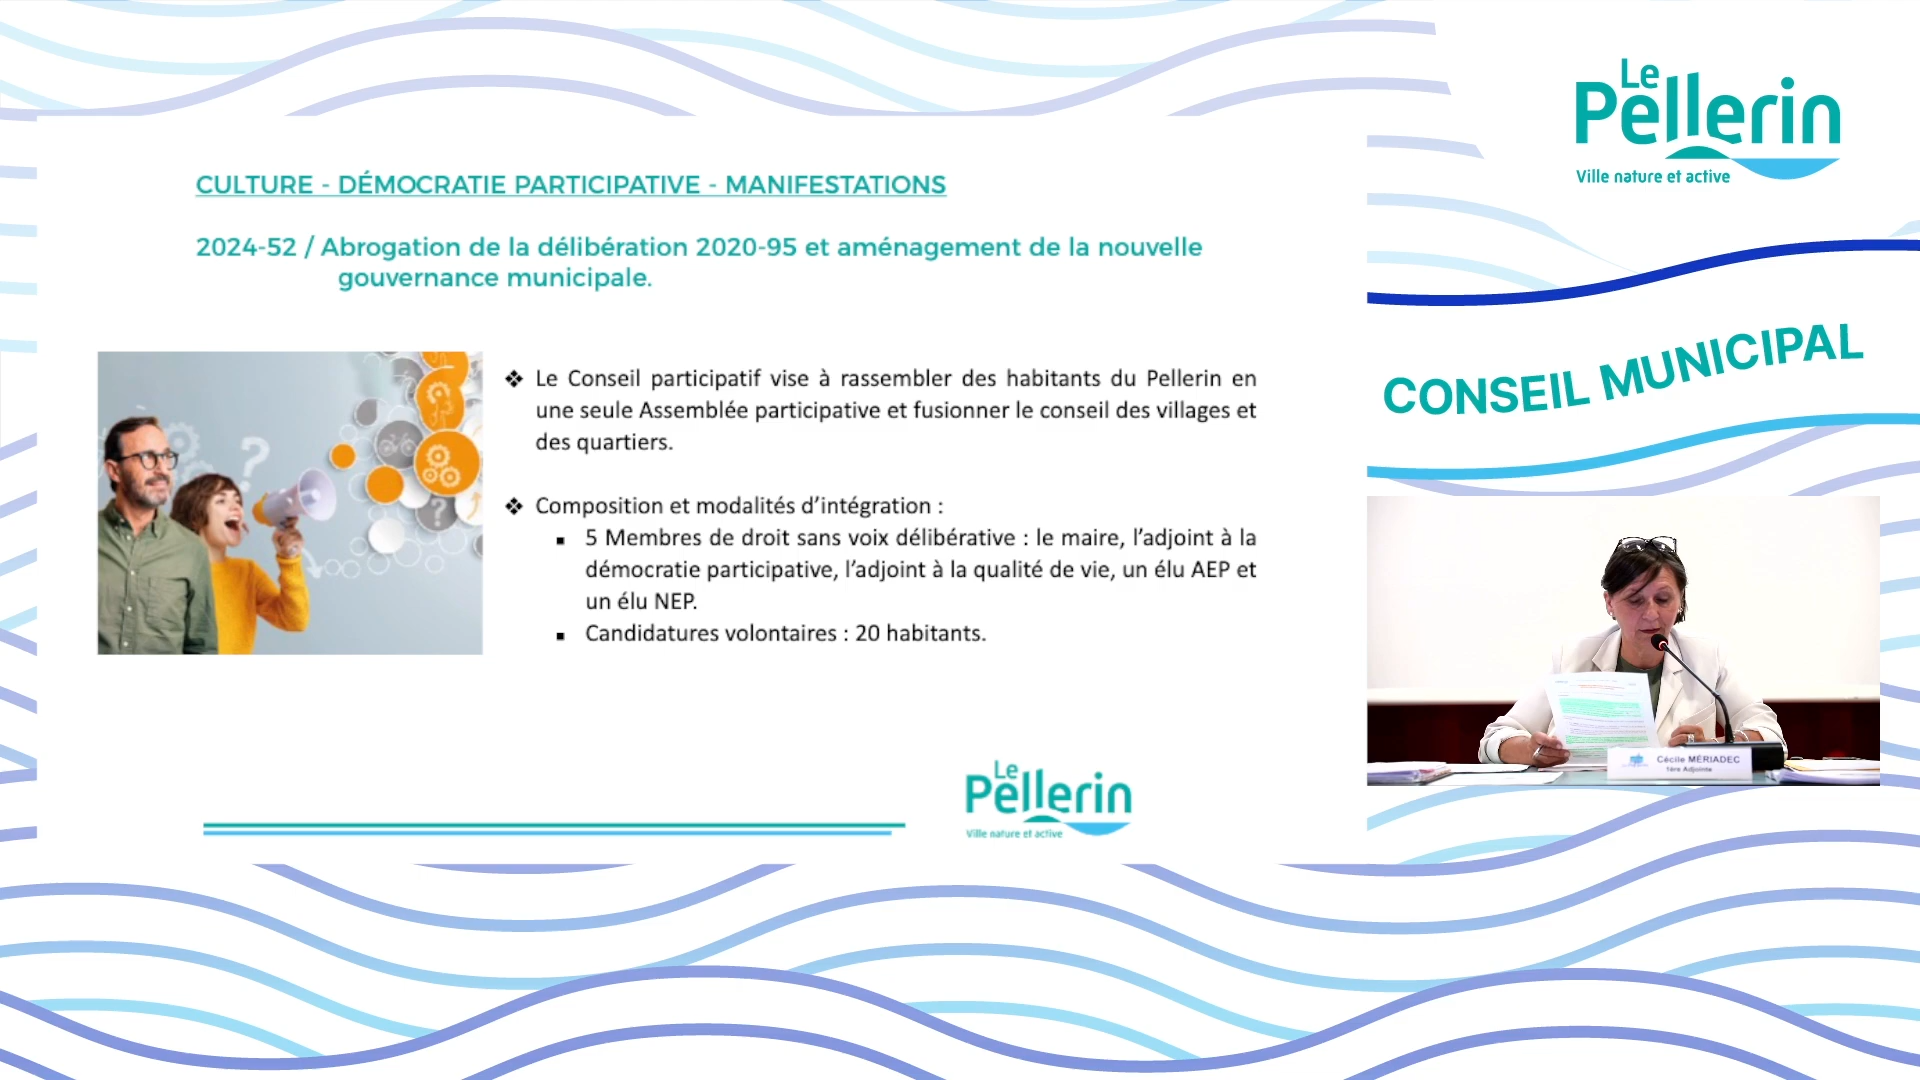 Le
Pellerin
Ville nature et active
CONSEIL MUNICIPAL
CULTURE - DÉMOCRATIE PARTICIPATIVE - MANIFESTATIONS
2024-52 / Abrogation de la délibération 2020-95 et aménagement de la nouvelle
gouvernance municipale.
❖ Le Conseil participatif vise à rassembler des habitants du Pellerin en
une seule Assemblée participative et fusionner le conseil des villages et
des quartiers.
❖ Composition et modalités d’intégration :
▪ 5 Membres de droit sans voix délibérative : le maire, l’adjoint à la
démocratie participative, l’adjoint à la qualité de vie, un élu AEP et
un élu NEP.
▪ Candidatures volontaires : 20 habitants.
Le
Pellerin
Ville nature et active
Cécile MÉRIADEC
1ère Adjointe